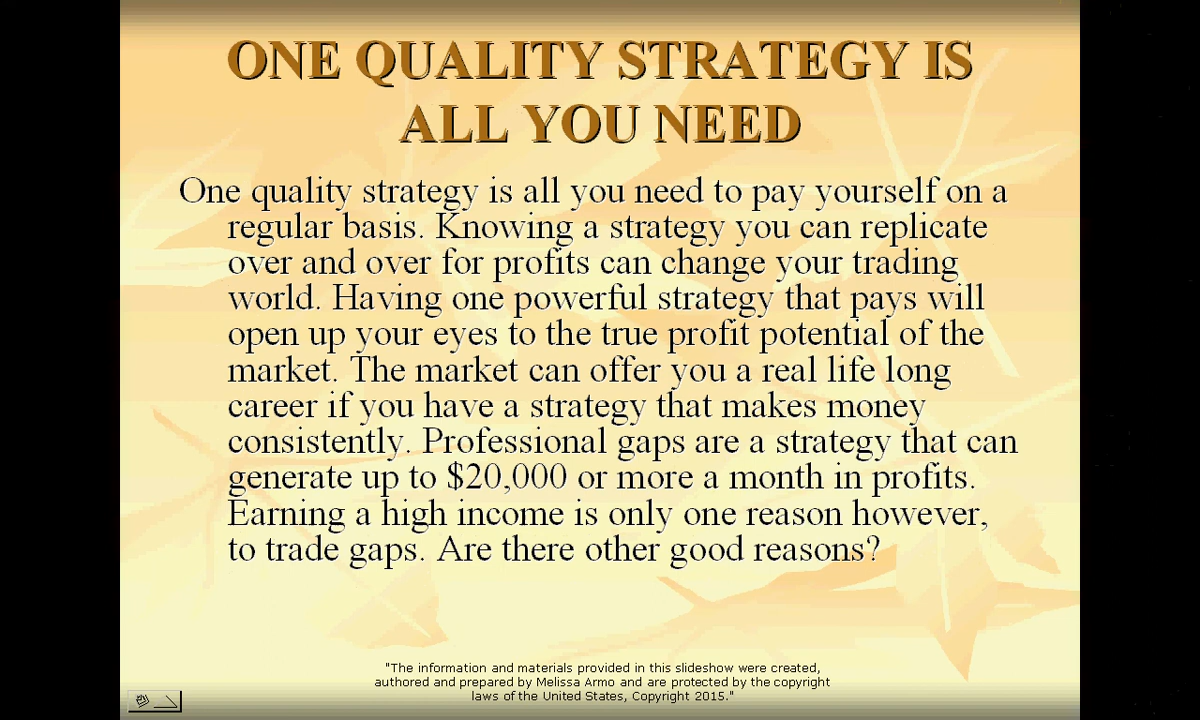 ONE QUALITY STRATEGY IS
ALL YOU NEED
One quality strategy is all you need to pay yourself on a
regular basis. Knowing a strategy you can replicate
over and over for profits can change your trading
world. Having one powerful strategy that pays will
open up your eyes to the true profit potential of the
market. The market can offer you a real life long
career if you have a strategy that makes money
consistently. Professional gaps are a strategy that can
generate up to $20,000 or more a month in profits.
Earning a high income is only one reason however,
to trade gaps. Are there other good reasons?
"The information and materials provided in this slideshow were created,
authored and prepared by Melissa Armo and are protected by the copyright
laws of the United States, Copyright 2015."